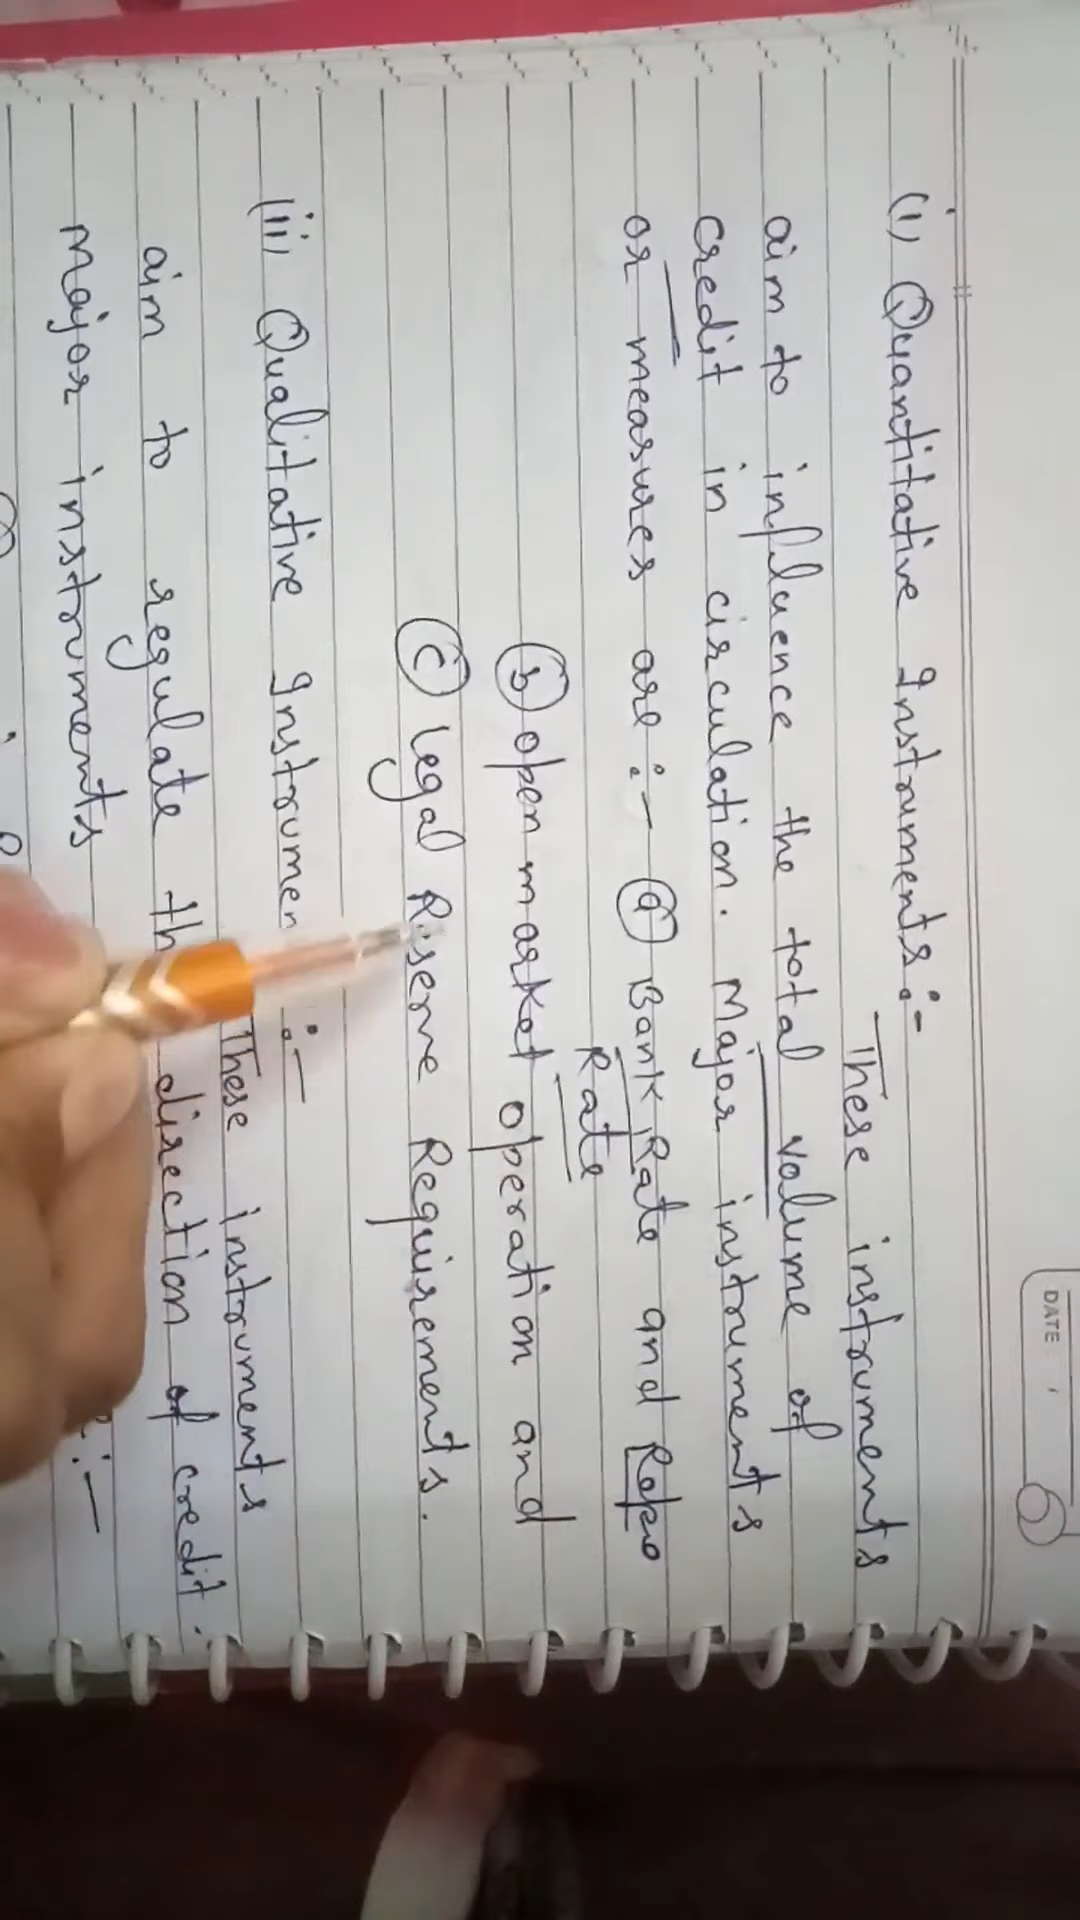 DATE:
(i) Quantitative Instruments:-
These instruments
aim to influence the total volume of
credit in circulation. Major instruments
or measures are:- (a) Bank Rate and Repo
Rate
(b) open market operation and
(c) legal Reserve Requirements.
(ii) Qualitative Instrumen :-
These instruments
aim to regulate th direction of credit.
Major instruments :-